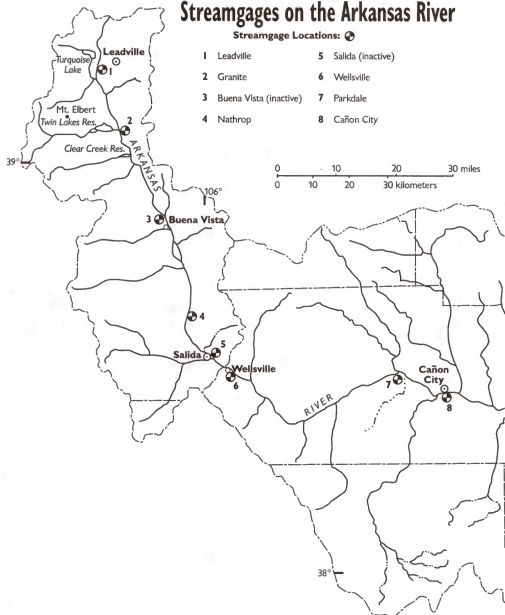 Streamgages on the Arkansas River
Streamgage Locations:
1 Leadville
2 Granite
3 Buena Vista (inactive)
4 Nathrop
5 Salida (inactive)
6 Wellsville
7 Parkdale
8 Cañon City
0 10 20 30 miles
0 10 20 30 kilometers
Leadville
Turquoise
Lake
1
Mt. Elbert
Twin Lakes Res.
2
Clear Creek Res.
ARKANSAS
39°
106°
3
Buena Vista
4
5
Salida
Wellsville
6
RIVER
7
Cañon
City
8
38°